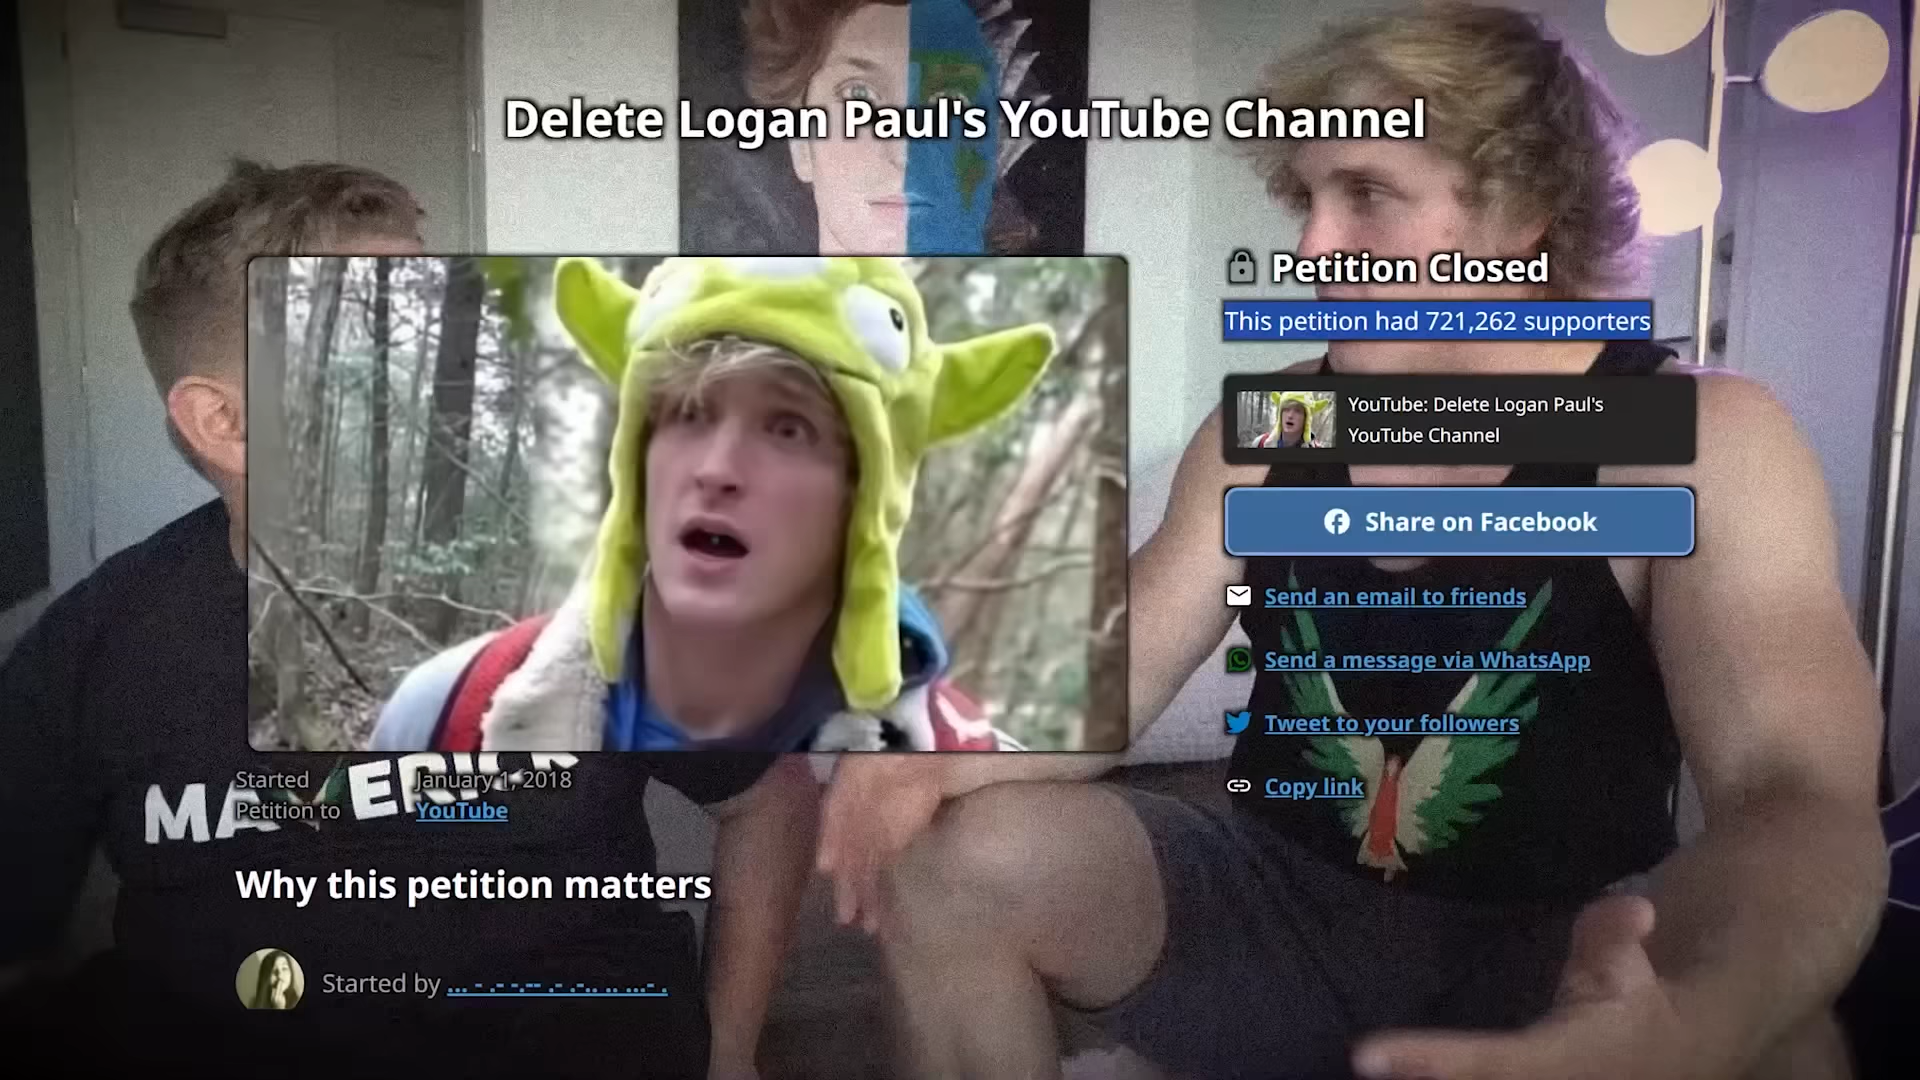 Delete Logan Paul's YouTube Channel
Petition Closed
This petition had 721,262 supporters
YouTube: Delete Logan Paul's
YouTube Channel
Share on Facebook
Send an email to friends
Send a message via WhatsApp
Tweet to your followers
Copy link
MAVERICK
Started January 1, 2018
Petition to YouTube
Why this petition matters
Started by ... - .- -.-- .- .-.. .. ...- .